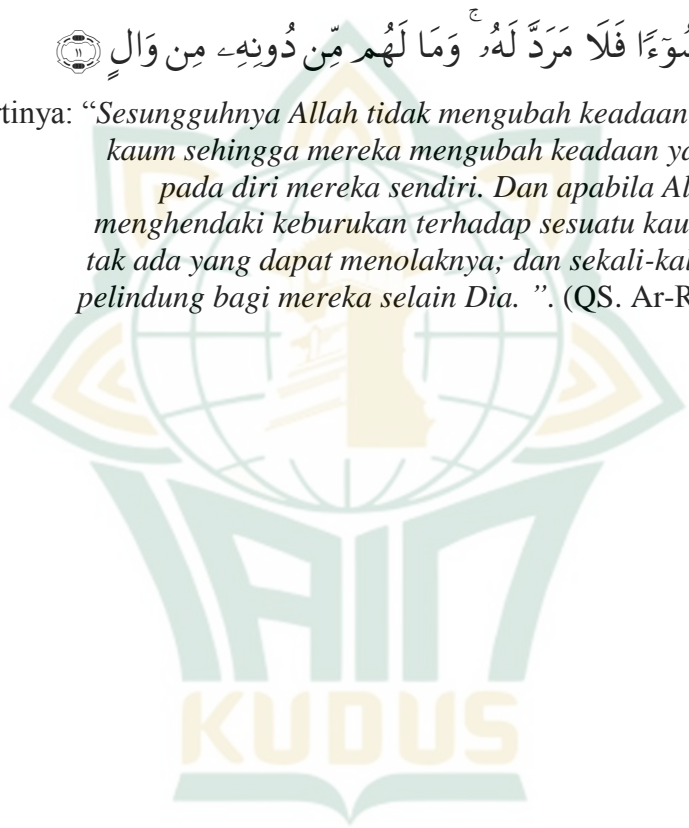 سُوٓءًا فَلَا مَرَدَّ لَهُۥ ۚ وَمَا لَهُم مِّن دُونِهِۦ مِن وَالٍ ١١
rtinya: “Sesungguhnya Allah tidak mengubah keadaan
kaum sehingga mereka mengubah keadaan ya
pada diri mereka sendiri. Dan apabila Al
menghendaki keburukan terhadap sesuatu kau
tak ada yang dapat menolaknya; dan sekali-kal
pelindung bagi mereka selain Dia. ”. (QS. Ar-R
IAIN
KUDUS